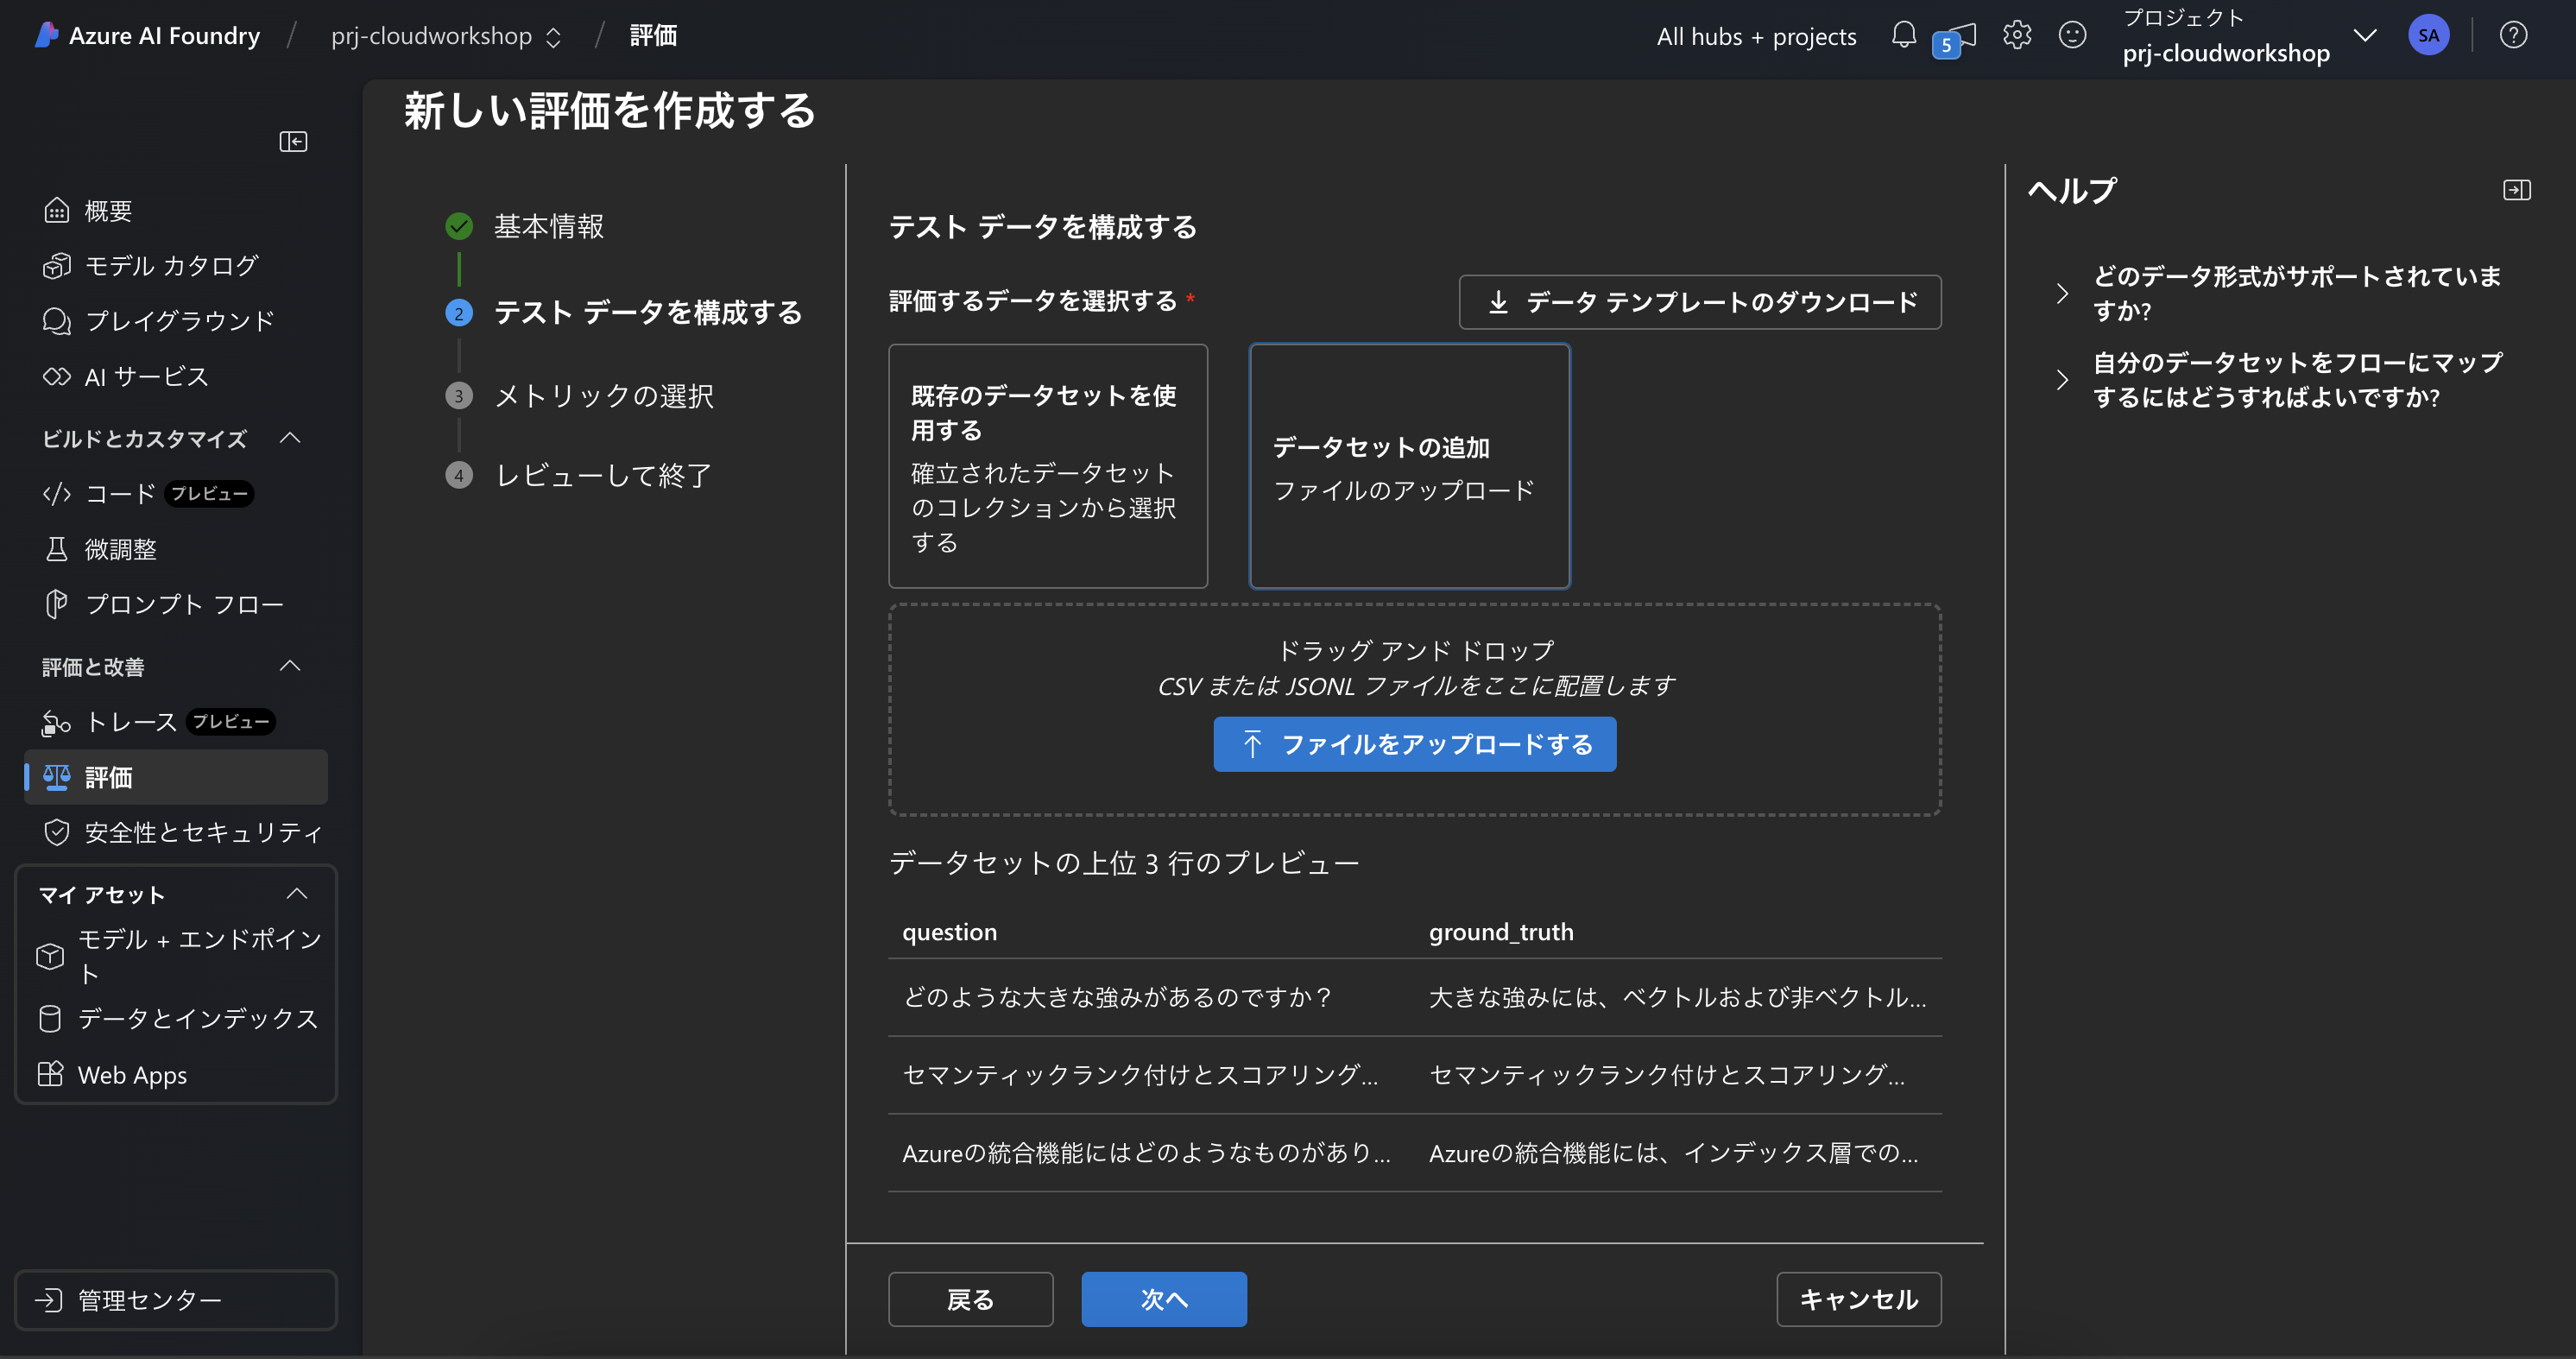 Azure AI Foundry / prj-cloudworkshop / 評価
All hubs + projects
5
プロジェクト
prj-cloudworkshop
SA
概要
モデル カタログ
プレイグラウンド
AI サービス
ビルドとカスタマイズ
コード プレビュー
微調整
プロンプト フロー
評価と改善
トレース プレビュー
評価
安全性とセキュリティ
マイ アセット
モデル + エンドポイン
ト
データとインデックス
Web Apps
管理センター
新しい評価を作成する
基本情報
2 テスト データを構成する
3 メトリックの選択
4 レビューして終了
テスト データを構成する
評価するデータを選択する *
データ テンプレートのダウンロード
既存のデータセットを使
用する
確立されたデータセット
のコレクションから選択
する
データセットの追加
ファイルのアップロード
ドラッグ アンド ドロップ
CSV または JSONL ファイルをここに配置します
ファイルをアップロードする
データセットの上位 3 行のプレビュー
question ground_truth
どのような大きな強みがあるのですか？ 大きな強みには、ベクトルおよび非ベクトル...
セマンティックランク付けとスコアリング... セマンティックランク付けとスコアリング...
Azureの統合機能にはどのようなものがあり... Azureの統合機能には、インデックス層での...
戻る
次へ
キャンセル
ヘルプ
どのデータ形式がサポートされていま
すか?
自分のデータセットをフローにマップ
するにはどうすればよいですか?